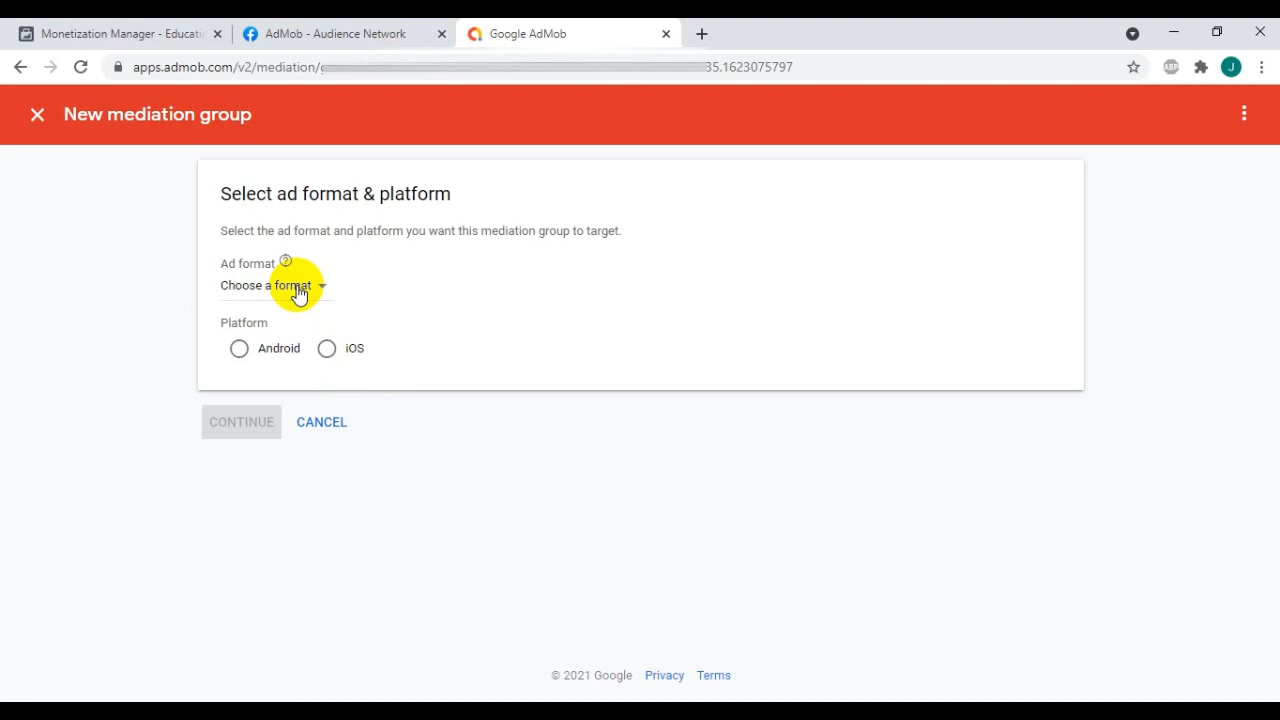 Monetization Manager - Educati
AdMob - Audience Network
Google AdMob
apps.admob.com/v2/mediation/
35.1623075797
ABP
J
New mediation group
Select ad format & platform
Select the ad format and platform you want this mediation group to target.
Ad format
Choose a format
Platform
Android
iOS
CONTINUE
CANCEL
© 2021 Google
Privacy
Terms